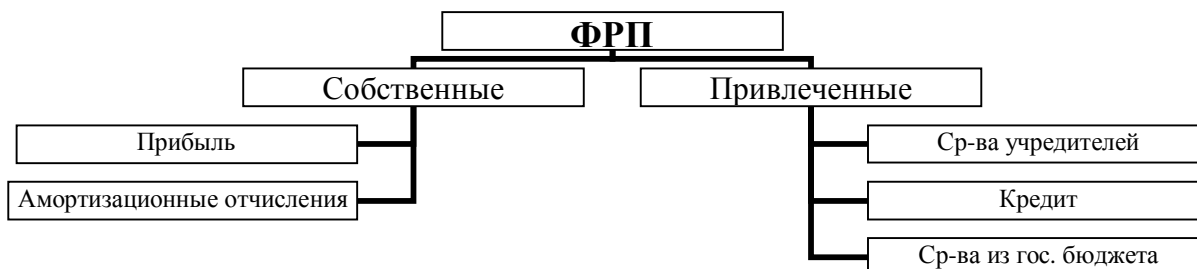 ФРП
Собственные
Привлеченные
Прибыль
Ср-ва учредителей
Амортизационные отчисления
Кредит
Ср-ва из гос. бюджета